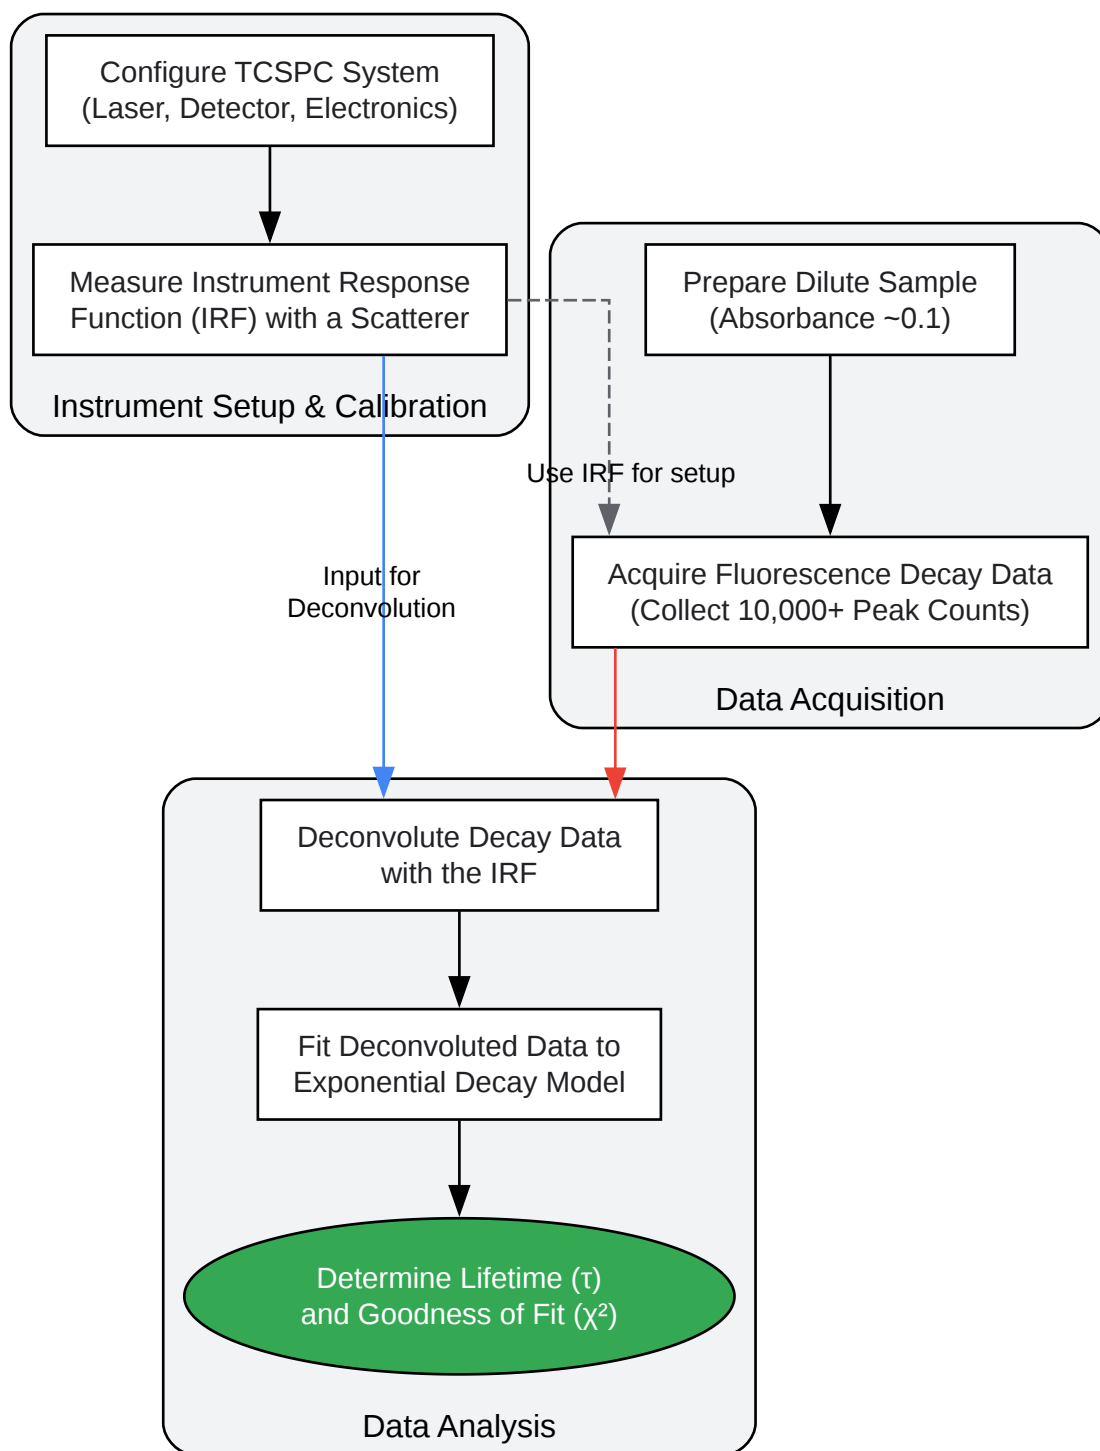 Configure TCSPC System
(Laser, Detector, Electronics)
Measure Instrument Response
Function (IRF) with a Scatterer
Instrument Setup & Calibration
Prepare Dilute Sample
(Absorbance ~0.1)
Use IRF for setup
Acquire Fluorescence Decay Data
(Collect 10,000+ Peak Counts)
Data Acquisition
Input for
Deconvolution
Deconvolute Decay Data
with the IRF
Fit Deconvoluted Data to
Exponential Decay Model
Determine Lifetime (τ)
and Goodness of Fit (χ²)
Data Analysis